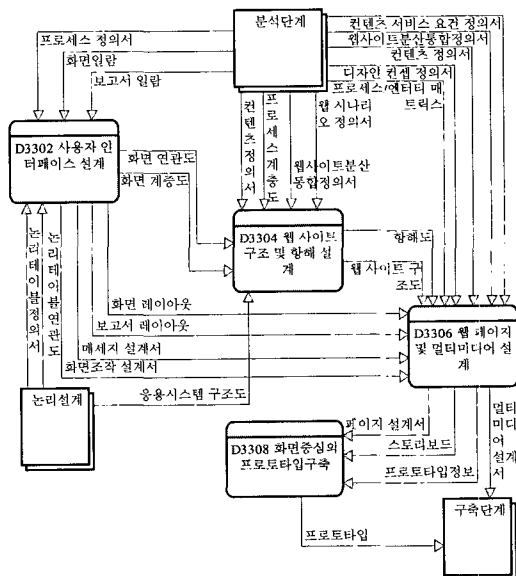 분석단계
프로세스 정의서
화면일람
보고서 일람
컨텐츠 서비스 요건 정의서
웹사이트분산통합정의서
컨텐츠 정의서
디자인 컨셉 정의서
프로세스/엔터티 매
트릭스
컨텐츠정의서
프로세스계층도
웹 시나리
오 정의서
웹사이트분산
통합정의서
D3302 사용자 인
터페이스 설계
화면 연관도
화면 계층도
D3304 웹 사이트
구조 및 항해 설
계
항해도
웹 사이트 구
조도
논리테이블정의서
논리테이블연관도
화면 레이아웃
보고서 레이아웃
메세지 설계서
화면조작 설계서
D3306 웹 페이지
및 멀티미디어 설
계
논리설계
응용시스템 구조도
페이지 설계서
스토리보드
프로토타입정보
멀티
미디
어
설계
서
D3308 화면중심의
프로토타입구축
프로토타입
구축단계